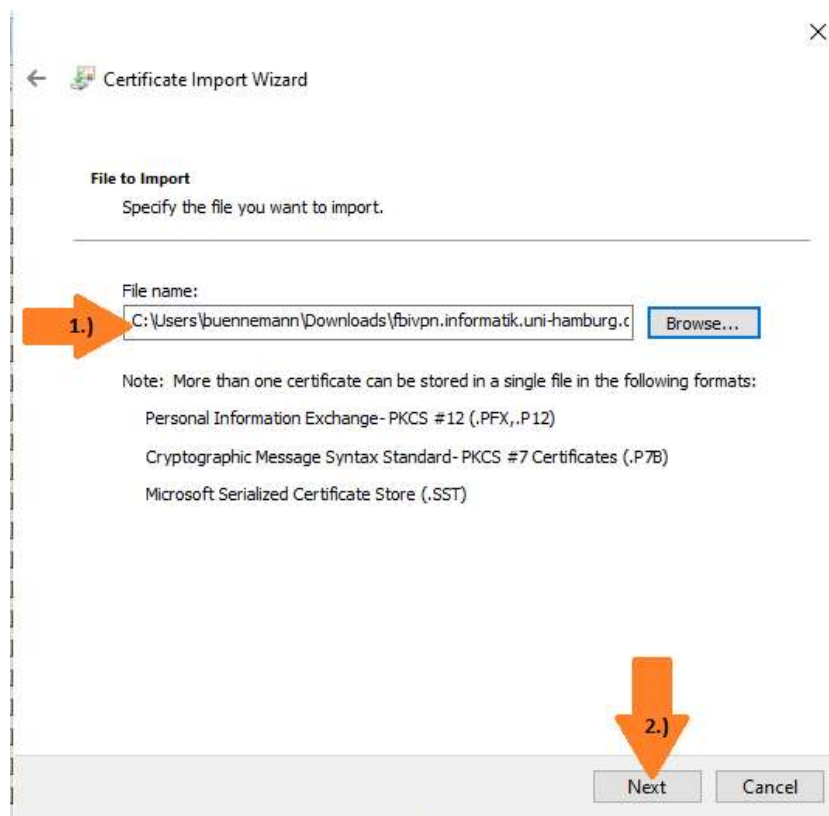 Certificate Import Wizard
File to Import
Specify the file you want to import.
File name:
1.) C:\Users\buennemann\Downloads\fbivpn.informatik.uni-hamburg.c Browse...
Note: More than one certificate can be stored in a single file in the following formats:
Personal Information Exchange- PKCS #12 (.PFX,.P12)
Cryptographic Message Syntax Standard- PKCS #7 Certificates (.P7B)
Microsoft Serialized Certificate Store (.SST)
2.)
Next Cancel